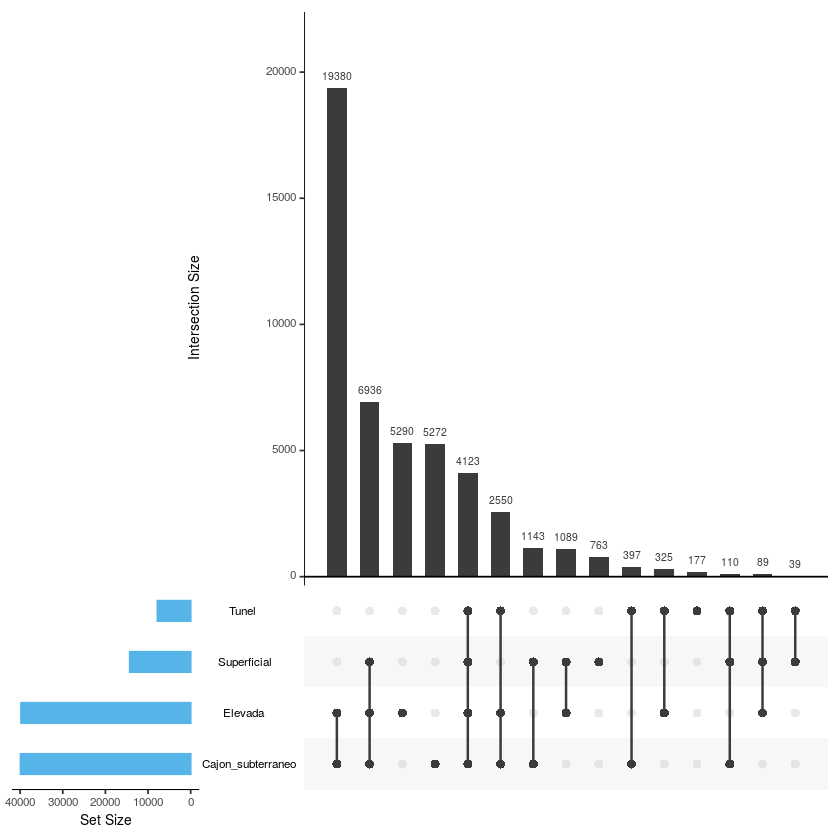 20000
15000
10000
5000
0
Intersection Size
19380
6936
5290
5272
4123
2550
1143
1089
763
397
325
177
110
89
39
Tunel
Superficial
Elevada
Cajon_subterraneo
40000 30000 20000 10000 0
Set Size